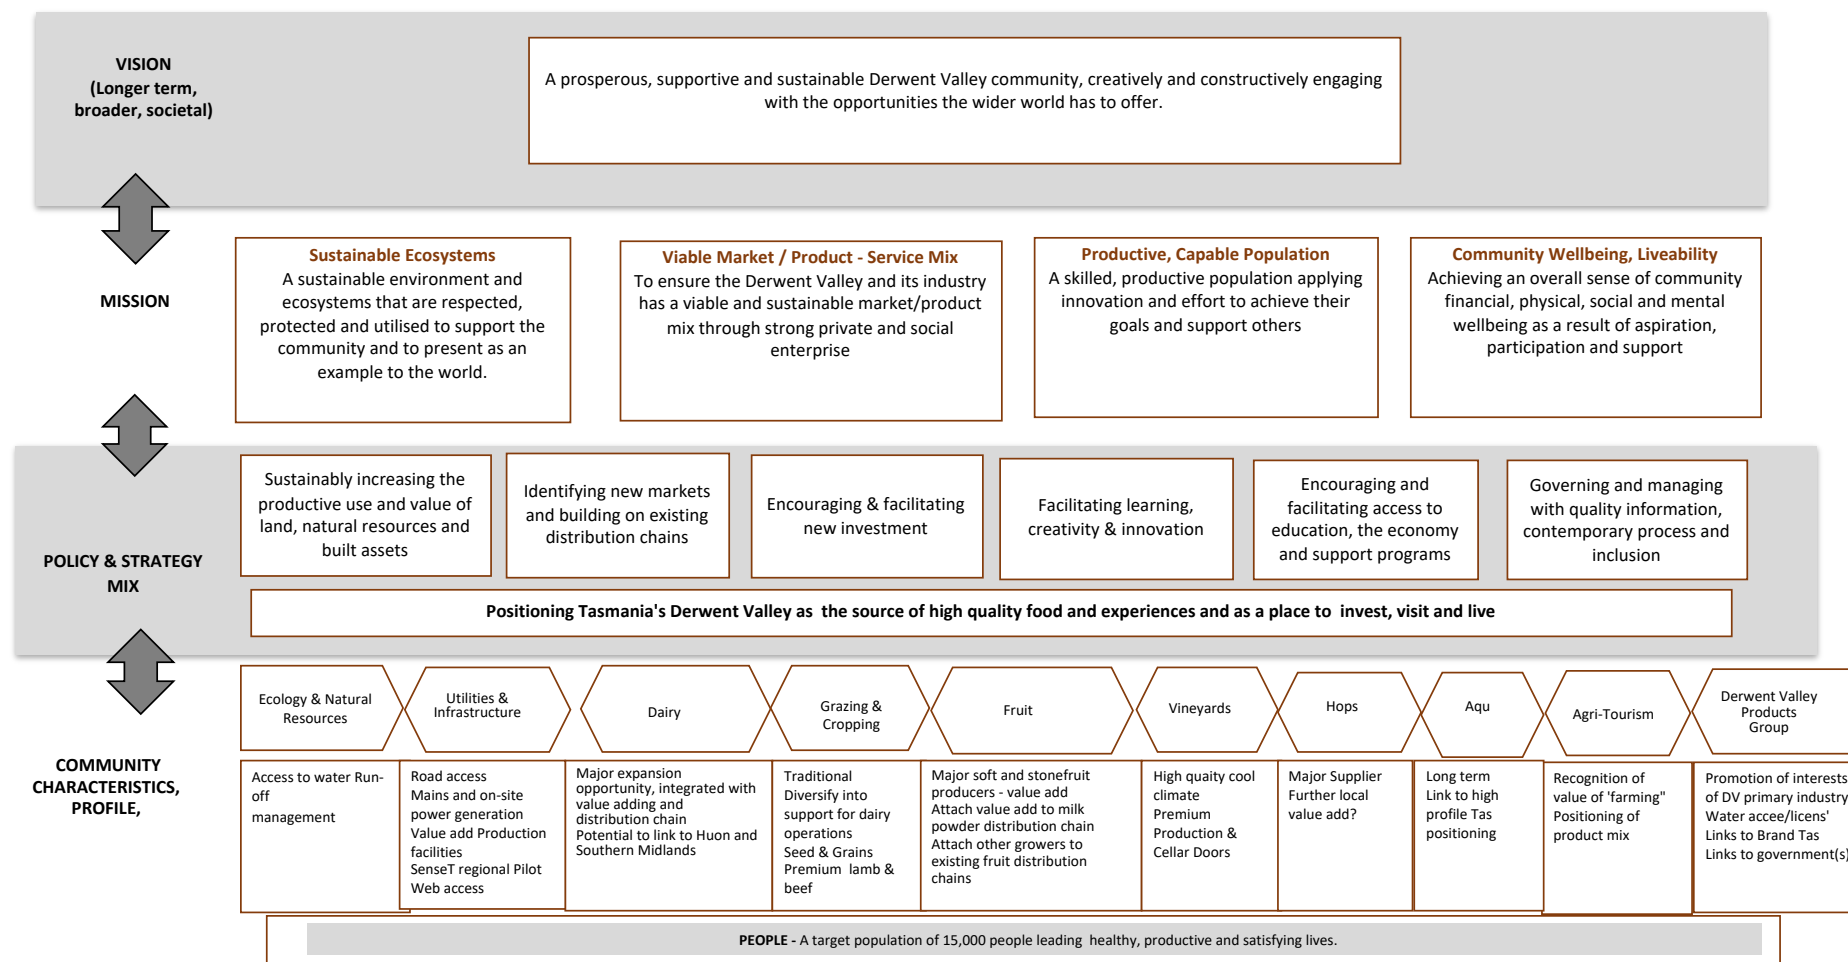 VISION
(Longer term,
broader, societal)
A prosperous, supportive and sustainable Derwent Valley community, creatively and constructively engaging
with the opportunities the wider world has to offer.
MISSION
Sustainable Ecosystems
A sustainable environment and
ecosystems that are respected,
protected and utilised to support the
community and to present as an
example to the world.
Viable Market / Product - Service Mix
To ensure the Derwent Valley and its industry
has a viable and sustainable market/product
mix through strong private and social
enterprise
Productive, Capable Population
A skilled, productive population applying
innovation and effort to achieve their
goals and support others
Community Wellbeing, Liveability
Achieving an overall sense of community
financial, physical, social and mental
wellbeing as a result of aspiration,
participation and support
POLICY & STRATEGY
MIX
Sustainably increasing the
productive use and value of
land, natural resources and
built assets
Identifying new markets
and building on existing
distribution chains
Encouraging & facilitating
new investment
Facilitating learning,
creativity & innovation
Encouraging and
facilitating access to
education, the economy
and support programs
Governing and managing
with quality information,
contemporary process and
inclusion
Positioning Tasmania's Derwent Valley as  the source of high quality food and experiences and as a place to  invest, visit and live
COMMUNITY
CHARACTERISTICS,
PROFILE,
Ecology & Natural
Resources
Utilities &
Infrastructure
Dairy
Grazing &
Cropping
Fruit
Vineyards
Hops
Aqu
Agri-Tourism
Derwent Valley
Products
Group
Access to water Run-
off
management
Road access
Mains and on-site
power generation
Value add Production
facilities
SenseT regional Pilot
Web access
Major expansion
opportunity, integrated with
value adding and
distribution chain
Potential to link to Huon and
Southern Midlands
Traditional
Diversify into
support for dairy
operations
Seed & Grains
Premium  lamb &
beef
Major soft and stonefruit
producers - value add
Attach value add to milk
powder distribution chain
Attach other growers to
existing fruit distribution
chains
High quaity cool
climate
Premium
Production &
Cellar Doors
Major Supplier
Further local
value add?
Long term
Link to high
profile Tas
positioning
Recognition of
value of 'farming"
Positioning of
product mix
Promotion of interests
of DV primary industry
Water accee/licens'
Links to Brand Tas
Links to government(s)
PEOPLE - A target population of 15,000 people leading  healthy, productive and satisfying lives.